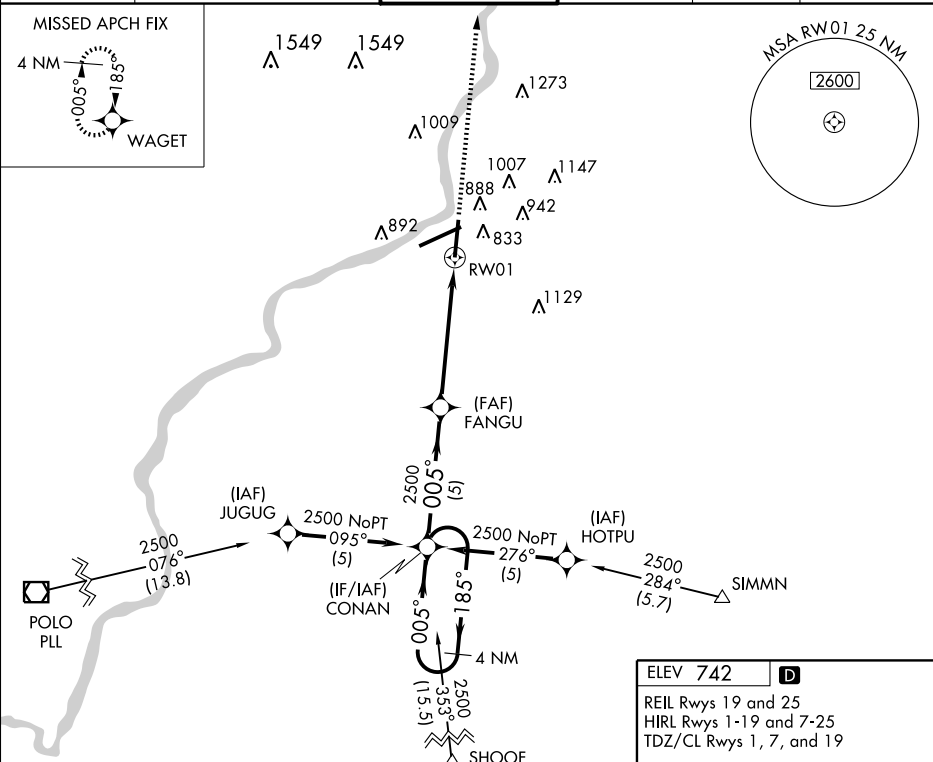 MISSED APCH FIX
4 NM
005°
185°
WAGET
1549
1549
1273
1009
1007
1147
888
942
892
833
RW01
1129
MSA RW01 25 NM
2600
(FAF)
FANGU
2500
005°
(5)
(IAF)
JUGUG
2500 NoPT
095°
(5)
2500 NoPT
276°
(5)
(IAF)
HOTPU
2500
076°
(13.8)
POLO
PLL
(IF/IAF)
CONAN
2500
284°
(5.7)
SIMMN
005°
185°
4 NM
2500
353°
(15.5)
ELEV 742 D
REIL Rwys 19 and 25
HIRL Rwys 1-19 and 7-25
TDZ/CL Rwys 1, 7, and 19